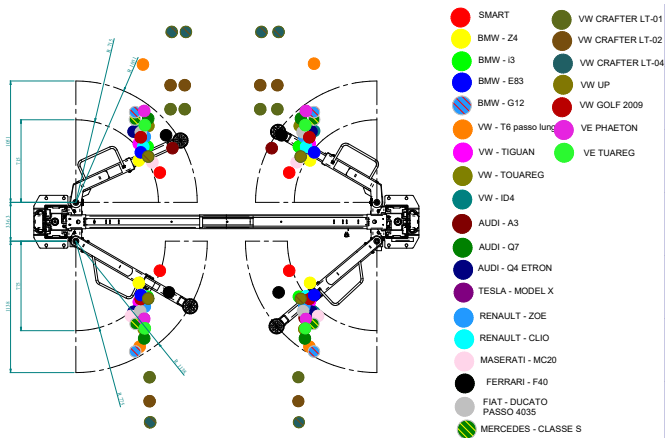 SMART
BMW - Z4
BMW - i3
BMW - E83
BMW - G12
VW - T6 passo lung
VW - TIGUAN
VW - TOUAREG
VW - ID4
AUDI - A3
AUDI - Q7
AUDI - Q4 ETRON
TESLA - MODEL X
RENAULT - ZOE
RENAULT - CLIO
MASERATI - MC20
FERRARI - F40
FIAT - DUCATO
PASSO 4035
MERCEDES - CLASSE S
VW CRAFTER LT-01
VW CRAFTER LT-02
VW CRAFTER LT-04
VW UP
VW GOLF 2009
VE PHAETON
VE TUAREG